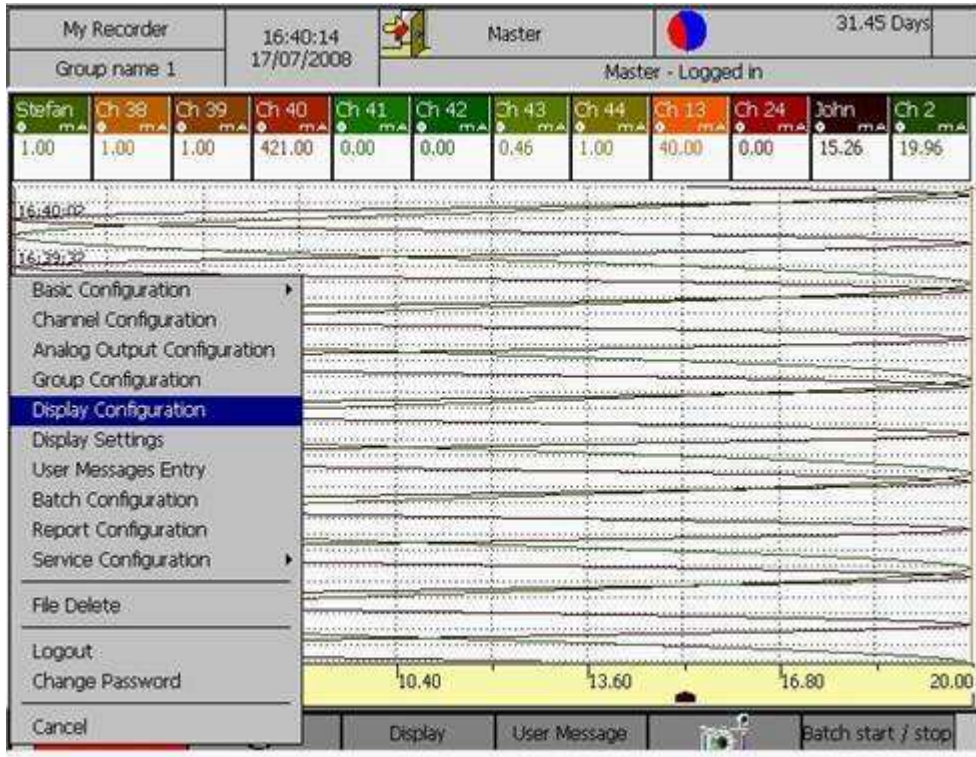 My Recorder
16:40:14
Master
31.45 Days
Group name 1
17/07/2008
Master - Logged in
Stefan Ch 38 Ch 39 Ch 40 Ch 41 Ch 42 Ch 43 Ch 44 Ch 13 Ch 24 John Ch 2
mA mA mA mA mA mA mA mA mA mA mA mA
1.00 1.00 1.00 421.00 0.00 0.00 0.46 1.00 40.00 0.00 15.26 19.96
16:40:02
16:39:32
Basic Configuration
Channel Configuration
Analog Output Configuration
Group Configuration
Display Configuration
Display Settings
User Messages Entry
Batch Configuration
Report Configuration
Service Configuration
File Delete
Logout
Change Password
Cancel
10.40 13.60 16.80 20.00
Display User Message Batch start / stop